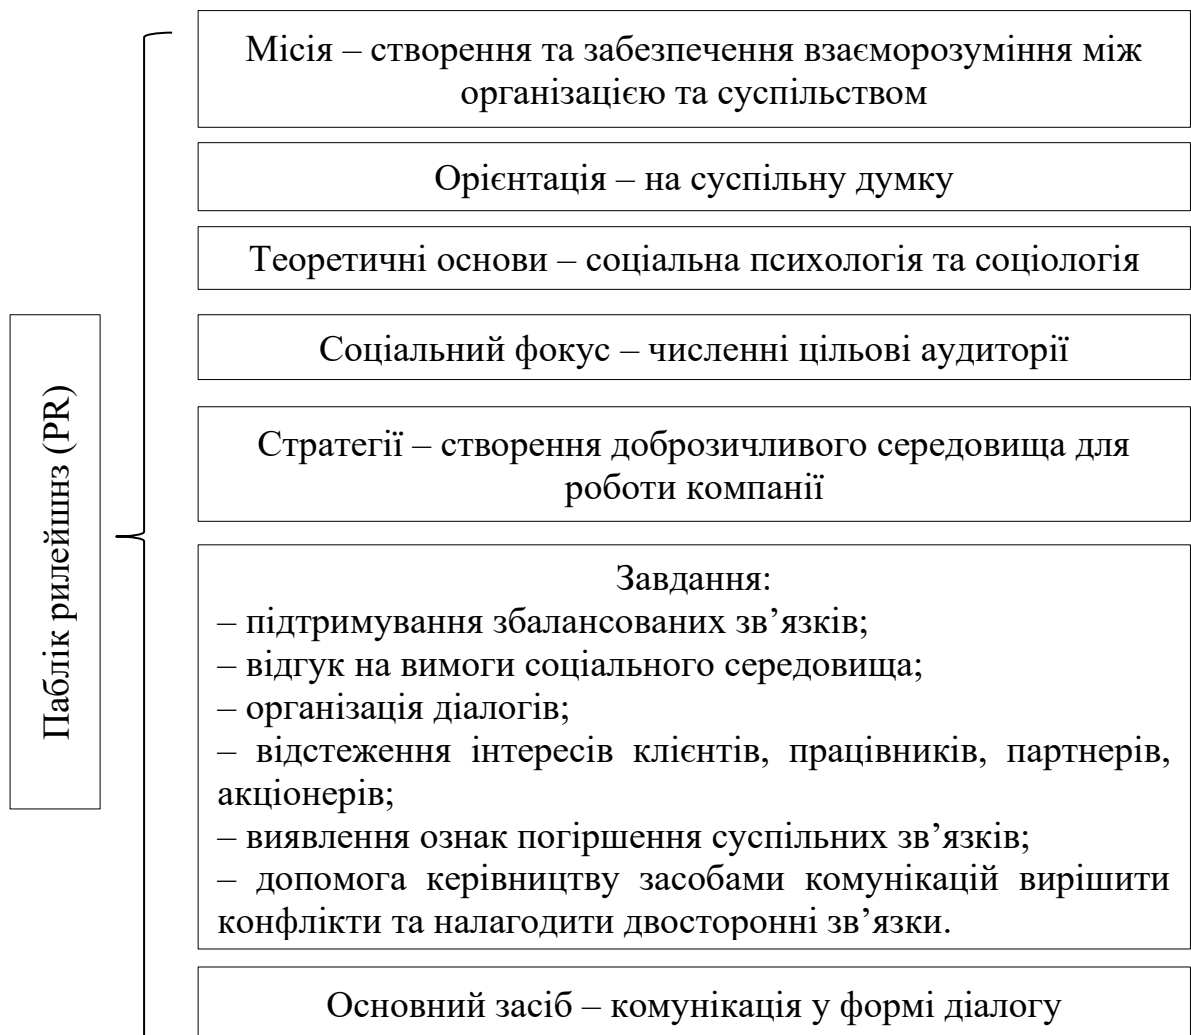 Місія – створення та забезпечення взаєморозуміння між
організацією та суспільством
Орієнтація – на суспільну думку
Теоретичні основи – соціальна психологія та соціологія
Соціальний фокус – численні цільові аудиторії
Стратегії – створення доброзичливого середовища для
роботи компанії
Паблік рилейшнз (PR)
Завдання:
– підтримування збалансованих зв’язків;
– відгук на вимоги соціального середовища;
– організація діалогів;
– відстеження інтересів клієнтів, працівників, партнерів,
акціонерів;
– виявлення ознак погіршення суспільних зв’язків;
– допомога керівництву засобами комунікацій вирішити
конфлікти та налагодити двосторонні зв’язки.
Основний засіб – комунікація у формі діалогу